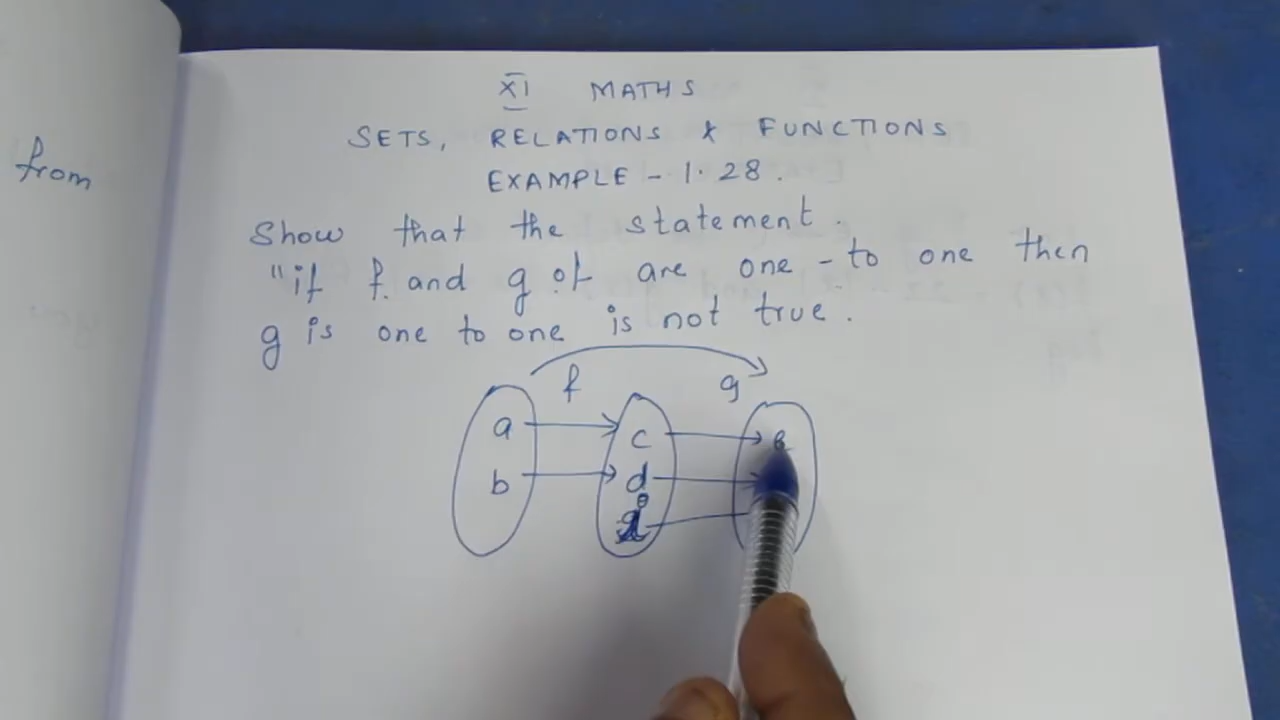 XI MATHS
SETS, RELATIONS & FUNCTIONS
EXAMPLE - 1.28.
from
Show that the statement.
"if f and gof are one - to one then
g is one to one is not true.
f g
a c e
b d